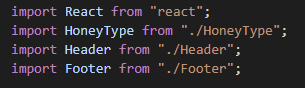 import React from "react";
import HoneyType from "./HoneyType";
import Header from "./Header";
import Footer from "./Footer";